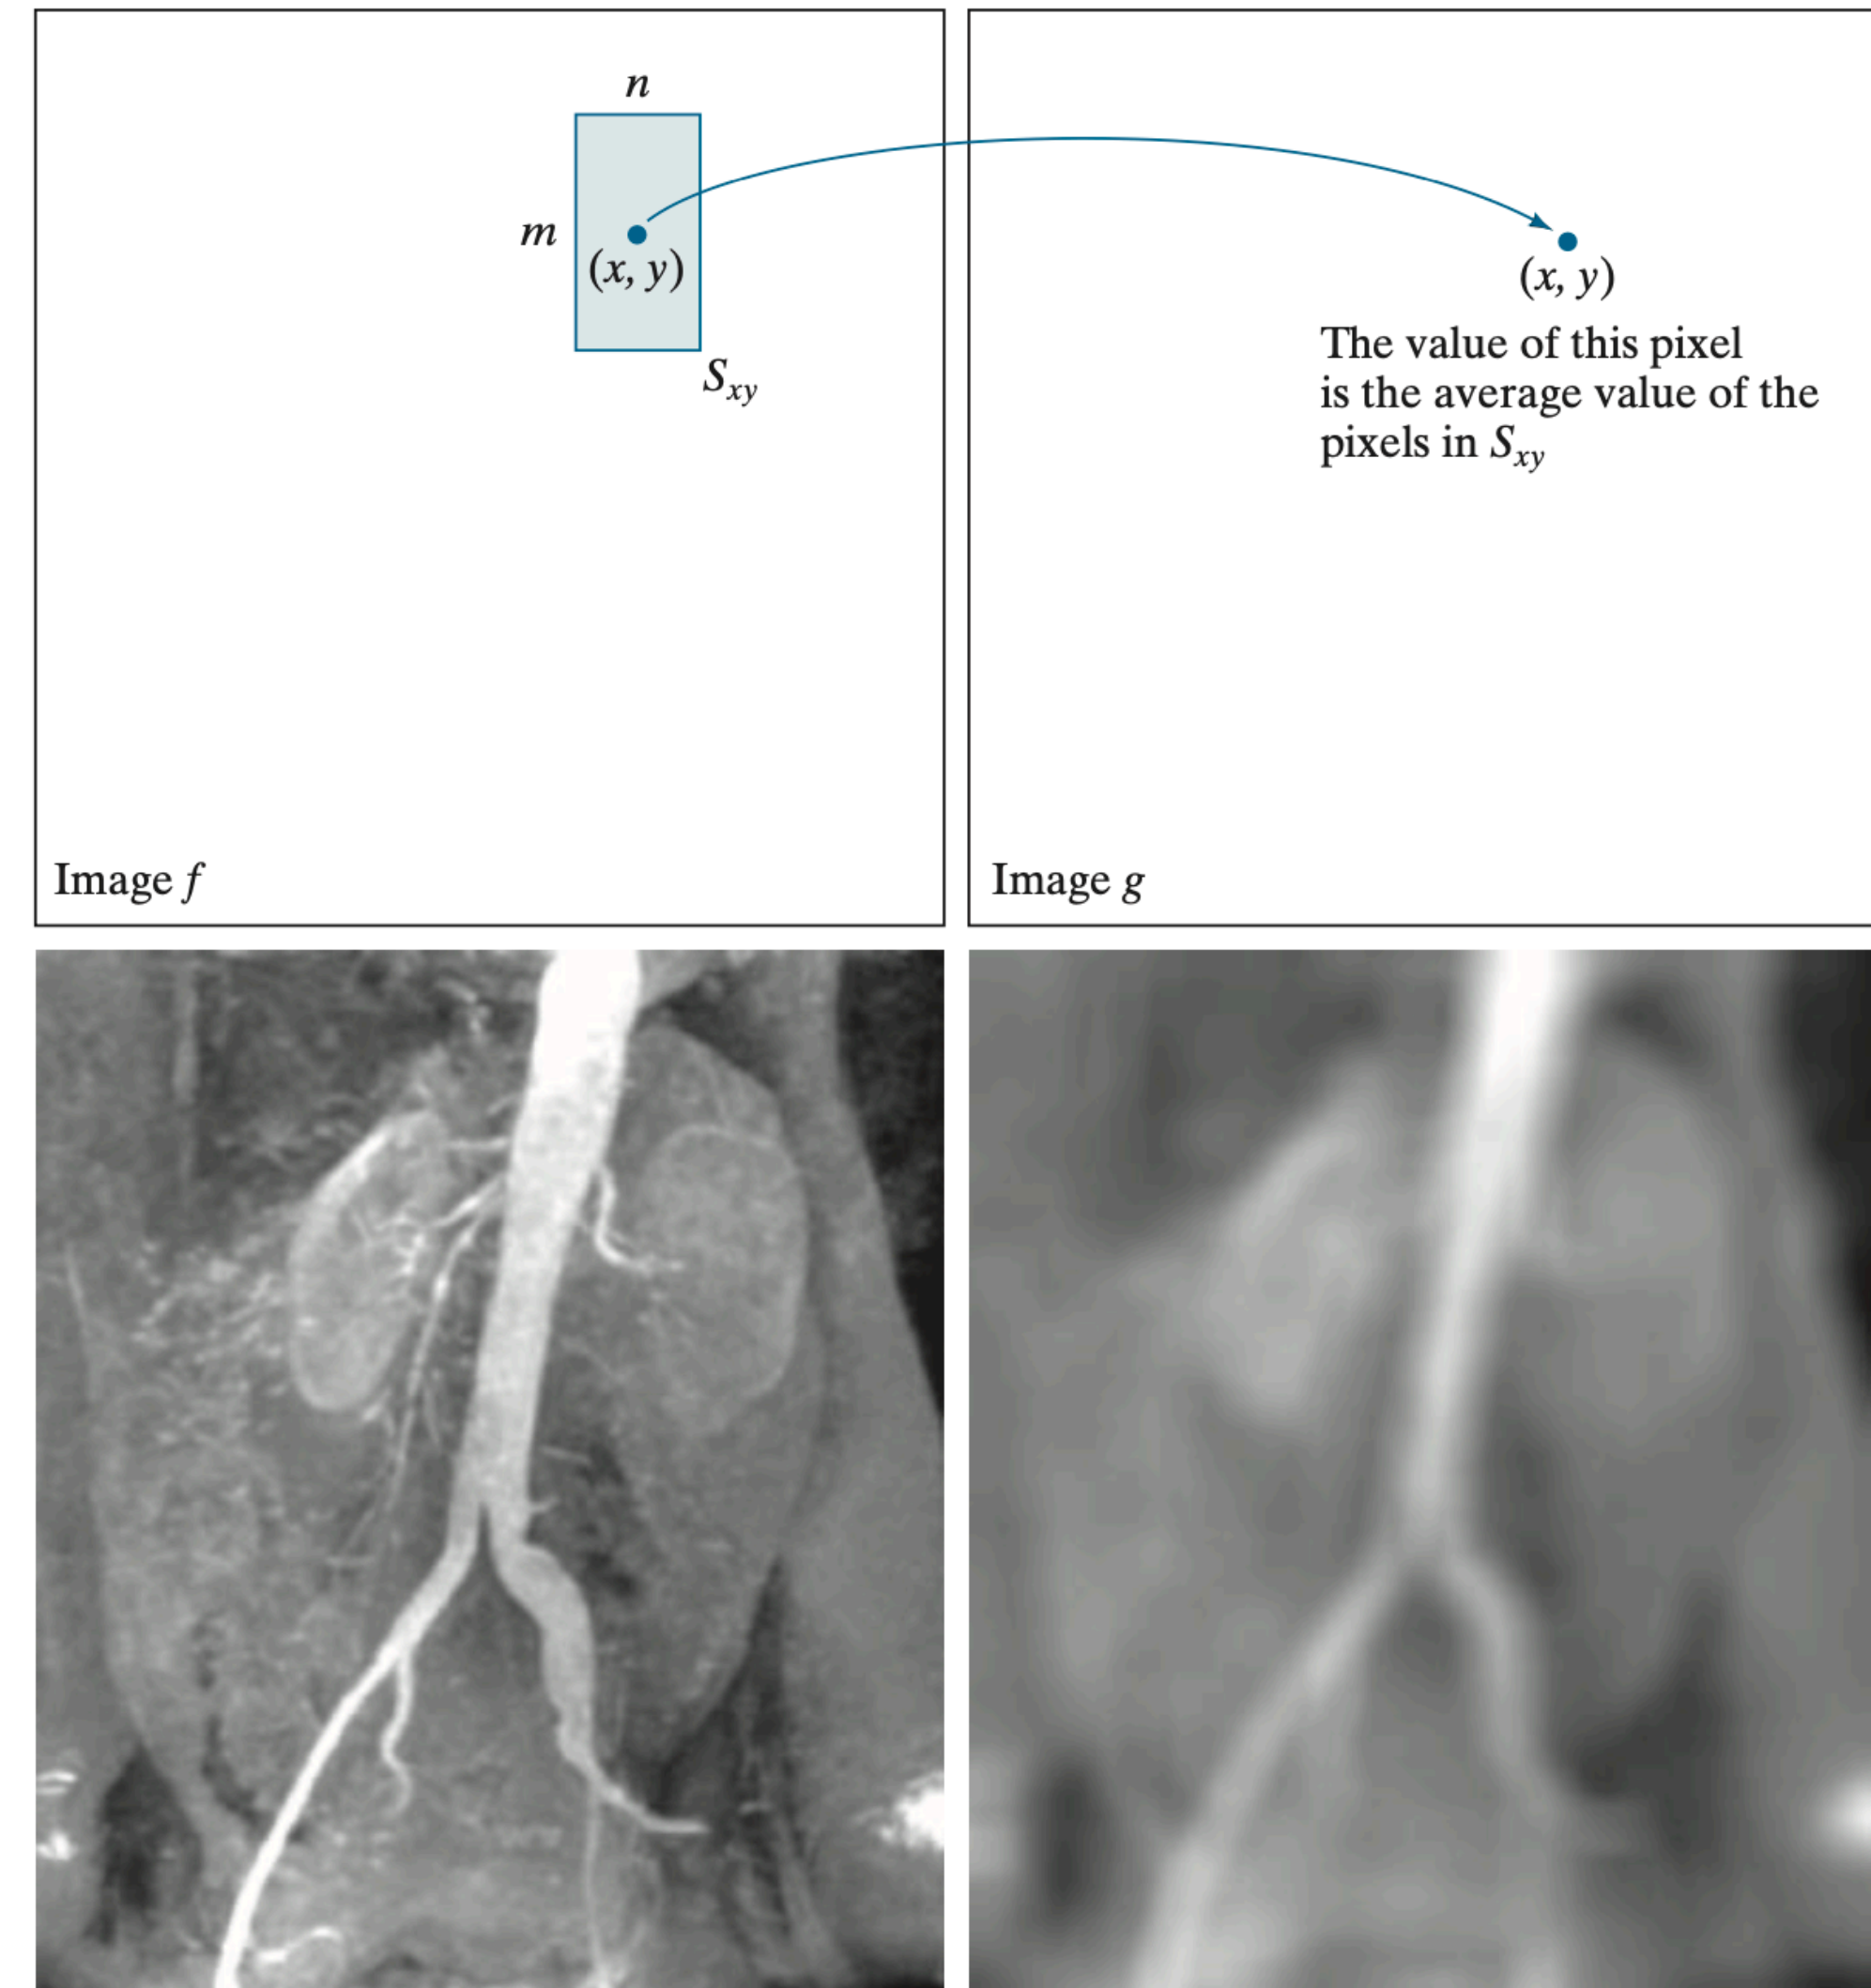 n
m
(x, y)
S_xy
Image f
(x, y)
The value of this pixel
is the average value of the
pixels in S_xy
Image g